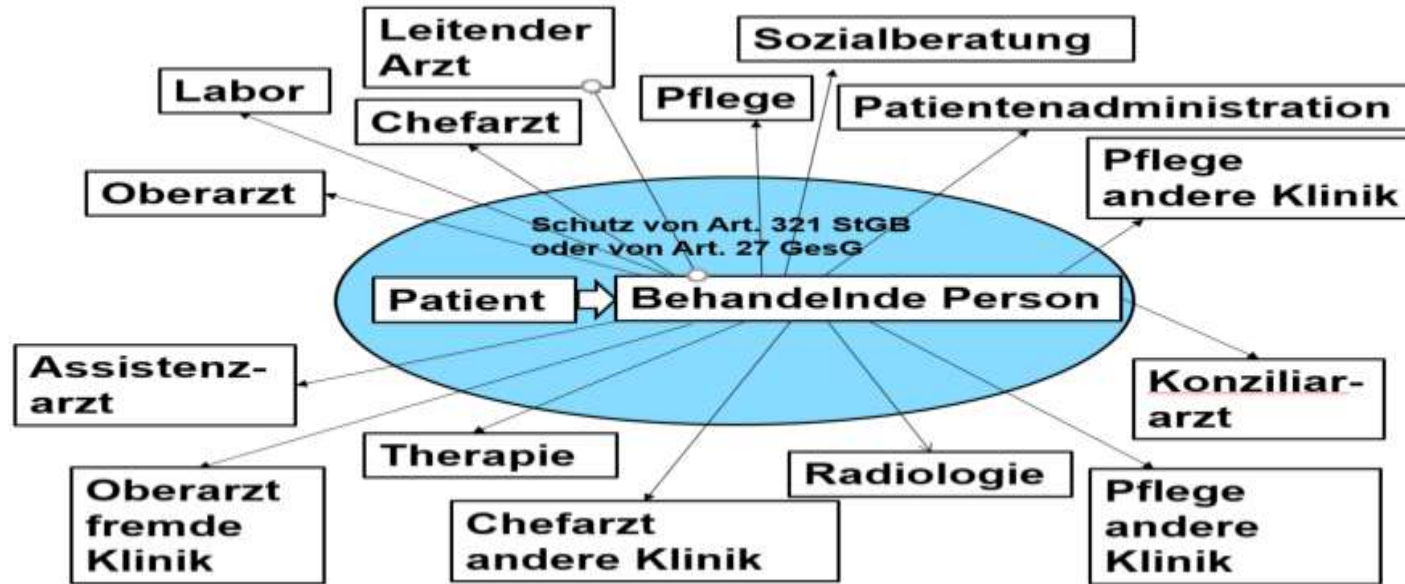 Leitender
Arzt
Sozialberatung
Labor
Pflege
Patientenadministration
Chefarzt
Pflege
andere Klinik
Oberarzt
Schutz von Art. 321 StGB
oder von Art. 27 GesG
Patient
Behandelnde Person
Assistenz-
arzt
Konziliar-
arzt
Therapie
Radiologie
Oberarzt
fremde
Klinik
Chefarzt
andere Klinik
Pflege
andere
Klinik